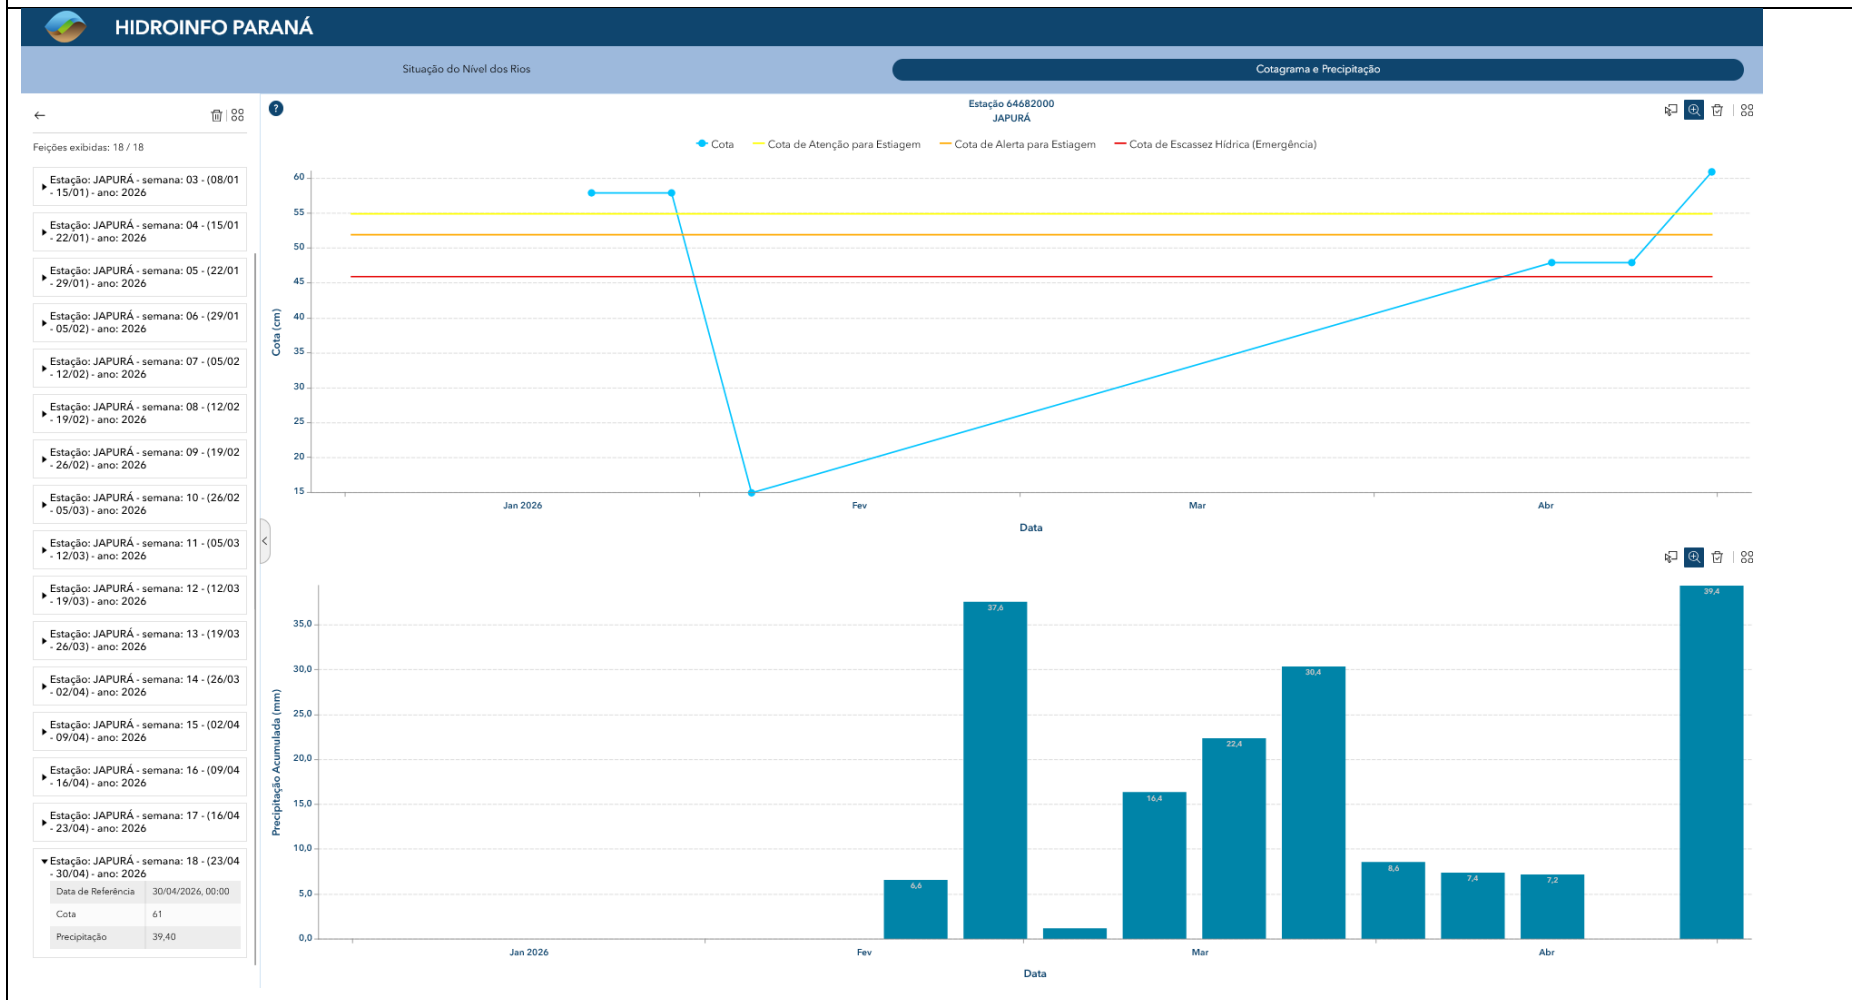 HIDROINFO PARANÁ
Situação do Nível dos Rios
Cotagrama e Precipitação
Feições exibidas: 18 / 18
Estação: JAPURÁ - semana: 03 - (08/01
- 15/01) - ano: 2026
Estação: JAPURÁ - semana: 04 - (15/01
- 22/01) - ano: 2026
Estação: JAPURÁ - semana: 05 - (22/01
- 29/01) - ano: 2026
Estação: JAPURÁ - semana: 06 - (29/01
- 05/02) - ano: 2026
Estação: JAPURÁ - semana: 07 - (05/02
- 12/02) - ano: 2026
Estação: JAPURÁ - semana: 08 - (12/02
- 19/02) - ano: 2026
Estação: JAPURÁ - semana: 09 - (19/02
- 26/02) - ano: 2026
Estação: JAPURÁ - semana: 10 - (26/02
- 05/03) - ano: 2026
Estação: JAPURÁ - semana: 11 - (05/03
- 12/03) - ano: 2026
Estação: JAPURÁ - semana: 12 - (12/03
- 19/03) - ano: 2026
Estação: JAPURÁ - semana: 13 - (19/03
- 26/03) - ano: 2026
Estação: JAPURÁ - semana: 14 - (26/03
- 02/04) - ano: 2026
Estação: JAPURÁ - semana: 15 - (02/04
- 09/04) - ano: 2026
Estação: JAPURÁ - semana: 16 - (09/04
- 16/04) - ano: 2026
Estação: JAPURÁ - semana: 17 - (16/04
- 23/04) - ano: 2026
Estação: JAPURÁ - semana: 18 - (23/04
- 30/04) - ano: 2026
Data de Referência 30/04/2026, 00:00
Cota 61
Precipitação 39,40
?
Estação 64682000
JAPURÁ
Cota Cota de Atenção para Estiagem Cota de Alerta para Estiagem Cota de Escassez Hídrica (Emergência)
Cota (cm)
60
55
50
45
40
35
30
25
20
15
Jan 2026 Fev Mar Abr
Data
Precipitação Acumulada (mm)
35,0
30,0
25,0
20,0
15,0
10,0
5,0
0,0
6,6
37,6
16,4
22,4
30,4
8,6
7,4
7,2
39,4
Jan 2026 Fev Mar Abr
Data